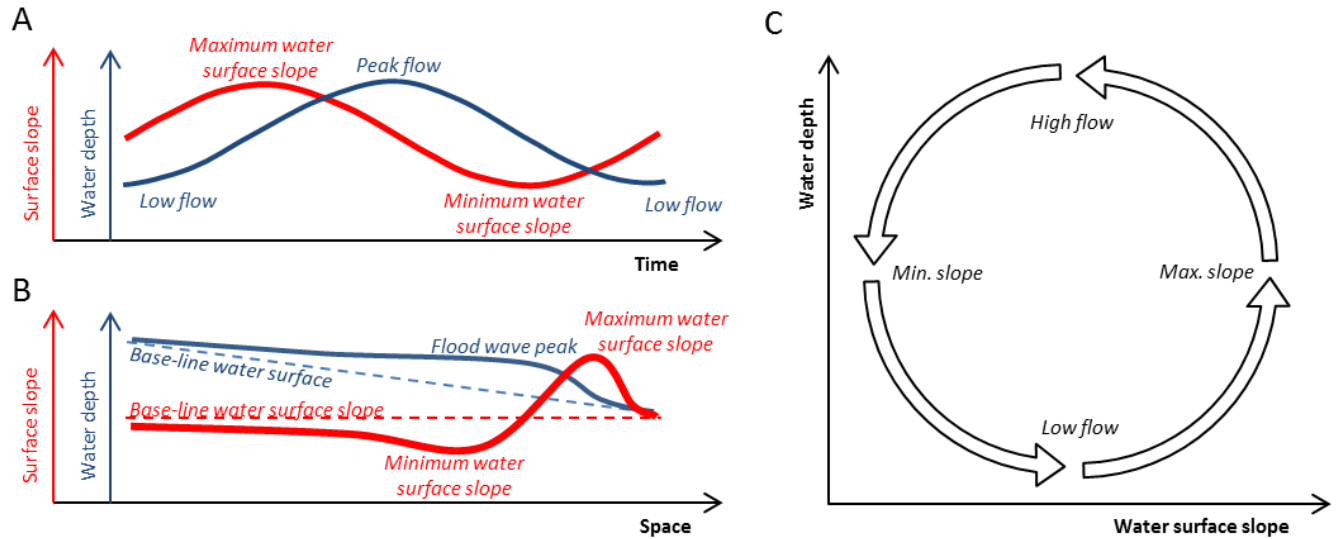 A
Surface slope
Water depth
Maximum water
surface slope
Peak flow
Low flow
Minimum water
surface slope
Low flow
Time
B
Surface slope
Water depth
Base-line water surface
Flood wave peak
Maximum water
surface slope
Base-line water surface slope
Minimum water
surface slope
Space
C
Water depth
High flow
Min. slope
Max. slope
Low flow
Water surface slope